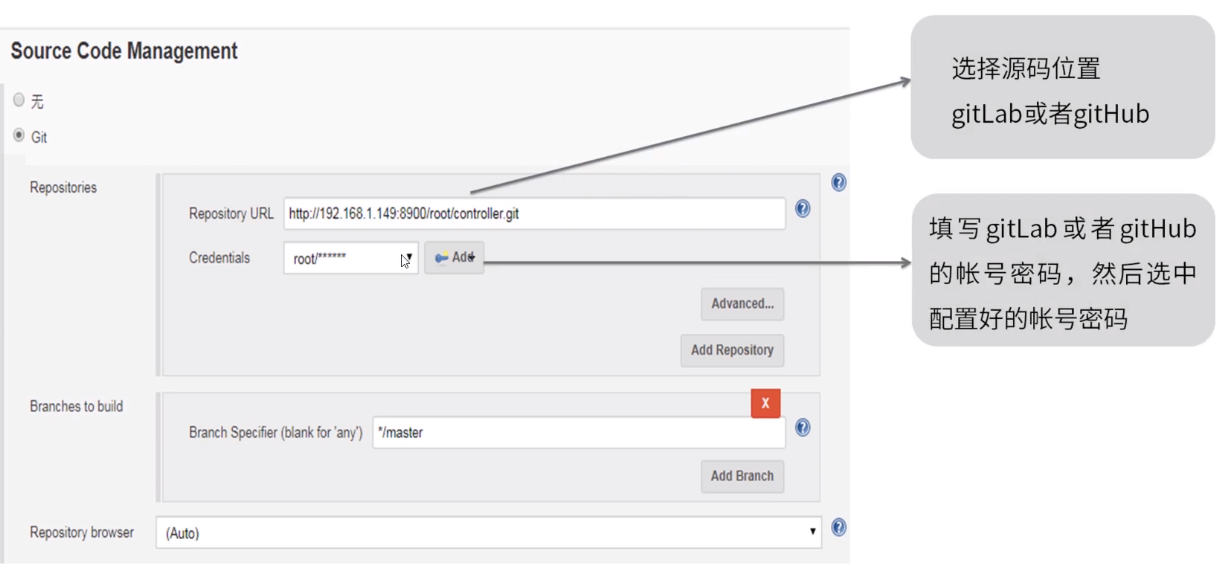 Source Code Management
无
Git
Repositories
Repository URL
http://192.168.1.149:8900/root/controller.git
Credentials
root/******
Add
Advanced...
Add Repository
Branches to build
X
Branch Specifier (blank for 'any')
*/master
Add Branch
Repository browser
(Auto)
选择源码位置
gitLab或者gitHub
填写gitLab或者gitHub
的帐号密码，然后选中
配置好的帐号密码